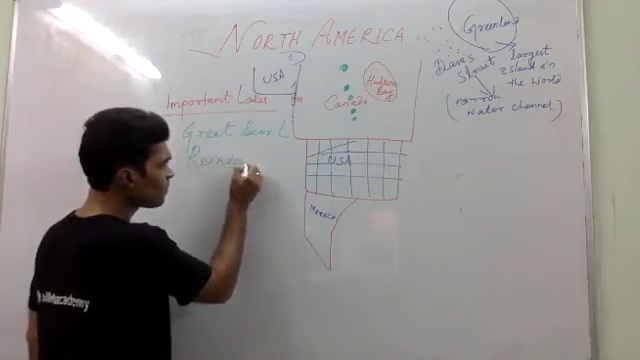 NORTH AMERICA
Greenland
largest
island in
the World
Davis
Strait
(narrow
water channel)
USA
Hudson
Bay
Canada
Important Lakes
Great Bear L
USA
Mexico